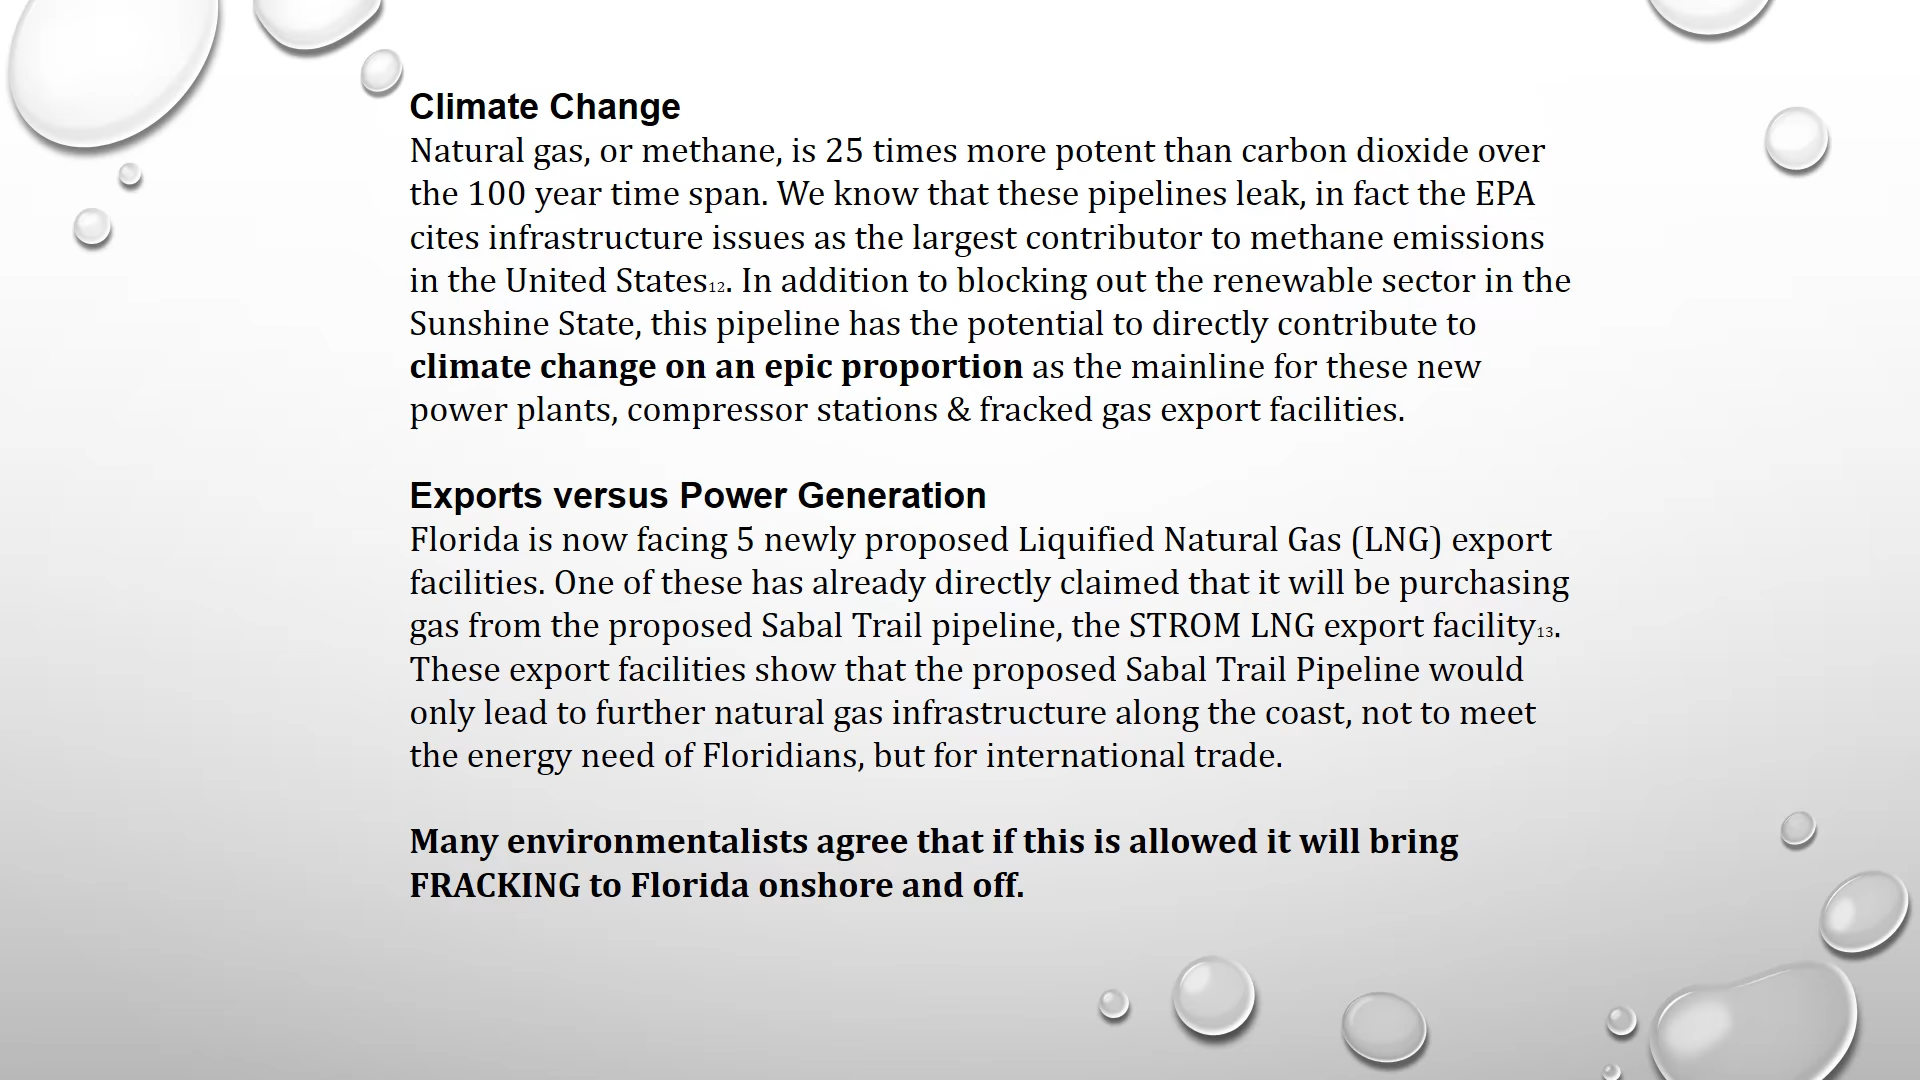 Climate Change
Natural gas, or methane, is 25 times more potent than carbon dioxide over
the 100 year time span. We know that these pipelines leak, in fact the EPA
cites infrastructure issues as the largest contributor to methane emissions
in the United States12. In addition to blocking out the renewable sector in the
Sunshine State, this pipeline has the potential to directly contribute to
climate change on an epic proportion as the mainline for these new
power plants, compressor stations & fracked gas export facilities.
Exports versus Power Generation
Florida is now facing 5 newly proposed Liquified Natural Gas (LNG) export
facilities. One of these has already directly claimed that it will be purchasing
gas from the proposed Sabal Trail pipeline, the STROM LNG export facility13.
These export facilities show that the proposed Sabal Trail Pipeline would
only lead to further natural gas infrastructure along the coast, not to meet
the energy need of Floridians, but for international trade.
Many environmentalists agree that if this is allowed it will bring
FRACKING to Florida onshore and off.